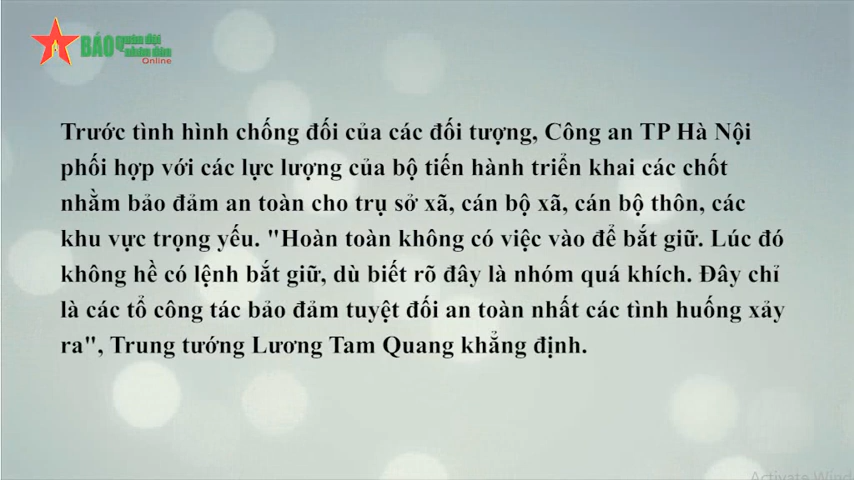 BÁO Quân đội
nhân dân
Online
Trước tình hình chống đối của các đối tượng, Công an TP Hà Nội
phối hợp với các lực lượng của bộ tiến hành triển khai các chốt
nhằm bảo đảm an toàn cho trụ sở xã, cán bộ xã, cán bộ thôn, các
khu vực trọng yếu. "Hoàn toàn không có việc vào để bắt giữ. Lúc đó
không hề có lệnh bắt giữ, dù biết rõ đây là nhóm quá khích. Đây chỉ
là các tổ công tác bảo đảm tuyệt đối an toàn nhất các tình huống xảy
ra", Trung tướng Lương Tam Quang khẳng định.
Activate Wind